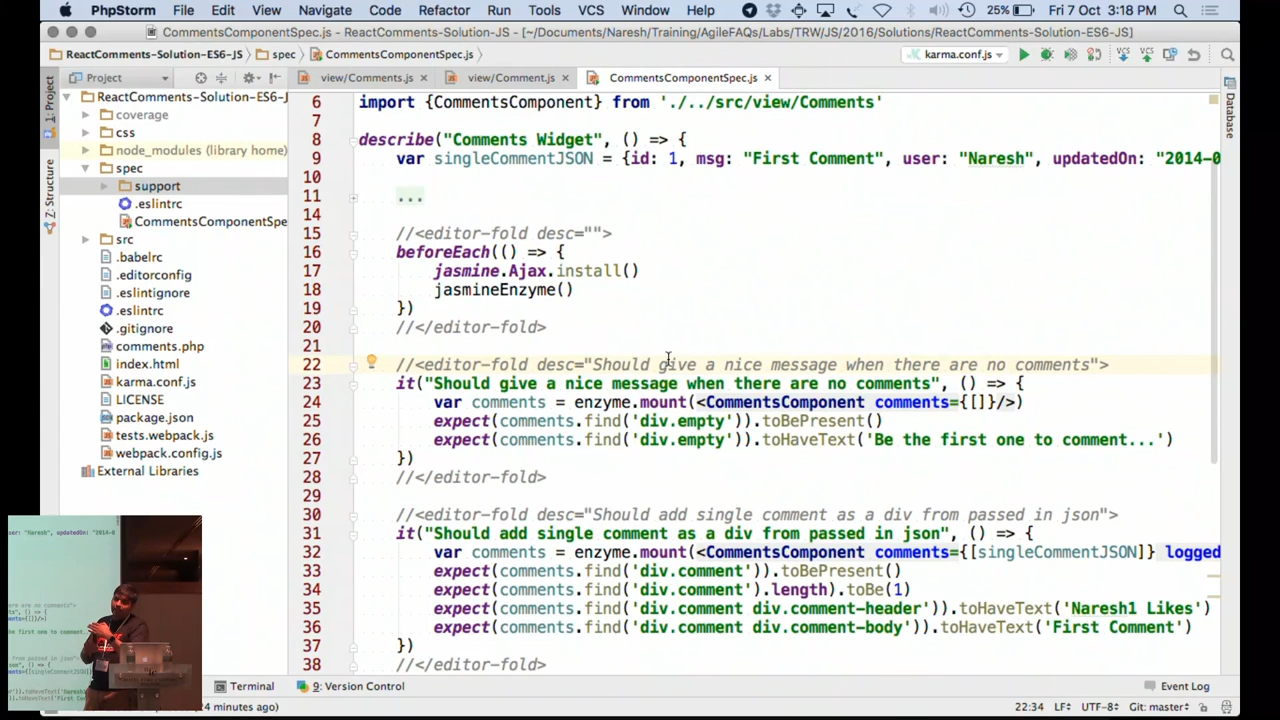 PhpStorm File Edit View Navigate Code Refactor Run Tools VCS Window Help 25% Fri 7 Oct 3:18 PM
CommentsComponentSpec.js - ReactComments-Solution-JS - [~/Documents/Naresh/Training/AgileFAQs/Labs/TRW/JS/2016/Solutions/ReactComments-Solution-ES6-JS]
ReactComments-Solution-ES6-JS spec CommentsComponentSpec.js karma.conf.js VCS VCS
1: Project
Z: Structure
Database
Project view/Comments.js view/Comment.js CommentsComponentSpec.js
ReactComments-Solution-ES6-J
coverage
css
node_modules (library home)
spec
support
.eslintrc
CommentsComponentSpe
src
.babelrc
.editorconfig
.eslintignore
.eslintrc
.gitignore
comments.php
index.html
karma.conf.js
LICENSE
package.json
tests.webpack.js
webpack.config.js
External Libraries
6 import {CommentsComponent} from './../src/view/Comments'
7
8 describe("Comments Widget", () => {
9 var singleCommentJSON = {id: 1, msg: "First Comment", user: "Naresh", updatedOn: "2014-0
10
11 ...
14
15 //<editor-fold desc="">
16 beforeEach(() => {
17 jasmine.Ajax.install()
18 jasmineEnzyme()
19 })
20 //</editor-fold>
21
22 //<editor-fold desc="Should give a nice message when there are no comments">
23 it("Should give a nice message when there are no comments", () => {
24 var comments = enzyme.mount(<CommentsComponent comments={[]}/>)
25 expect(comments.find('div.empty')).toBePresent()
26 expect(comments.find('div.empty')).toHaveText('Be the first one to comment...')
27 })
28 //</editor-fold>
29
30 //<editor-fold desc="Should add single comment as a div from passed in json">
31 it("Should add single comment as a div from passed in json", () => {
32 var comments = enzyme.mount(<CommentsComponent comments={[singleCommentJSON]} logged
33 expect(comments.find('div.comment')).toBePresent()
34 expect(comments.find('div.comment').length).toBe(1)
35 expect(comments.find('div.comment div.comment-header')).toHaveText('Naresh1 Likes')
36 expect(comments.find('div.comment div.comment-body')).toHaveText('First Comment')
37 })
38 //</editor-fold>
Terminal 9: Version Control Event Log
4 minutes ago) 22:34 LF÷ UTF-8÷ Git: master÷